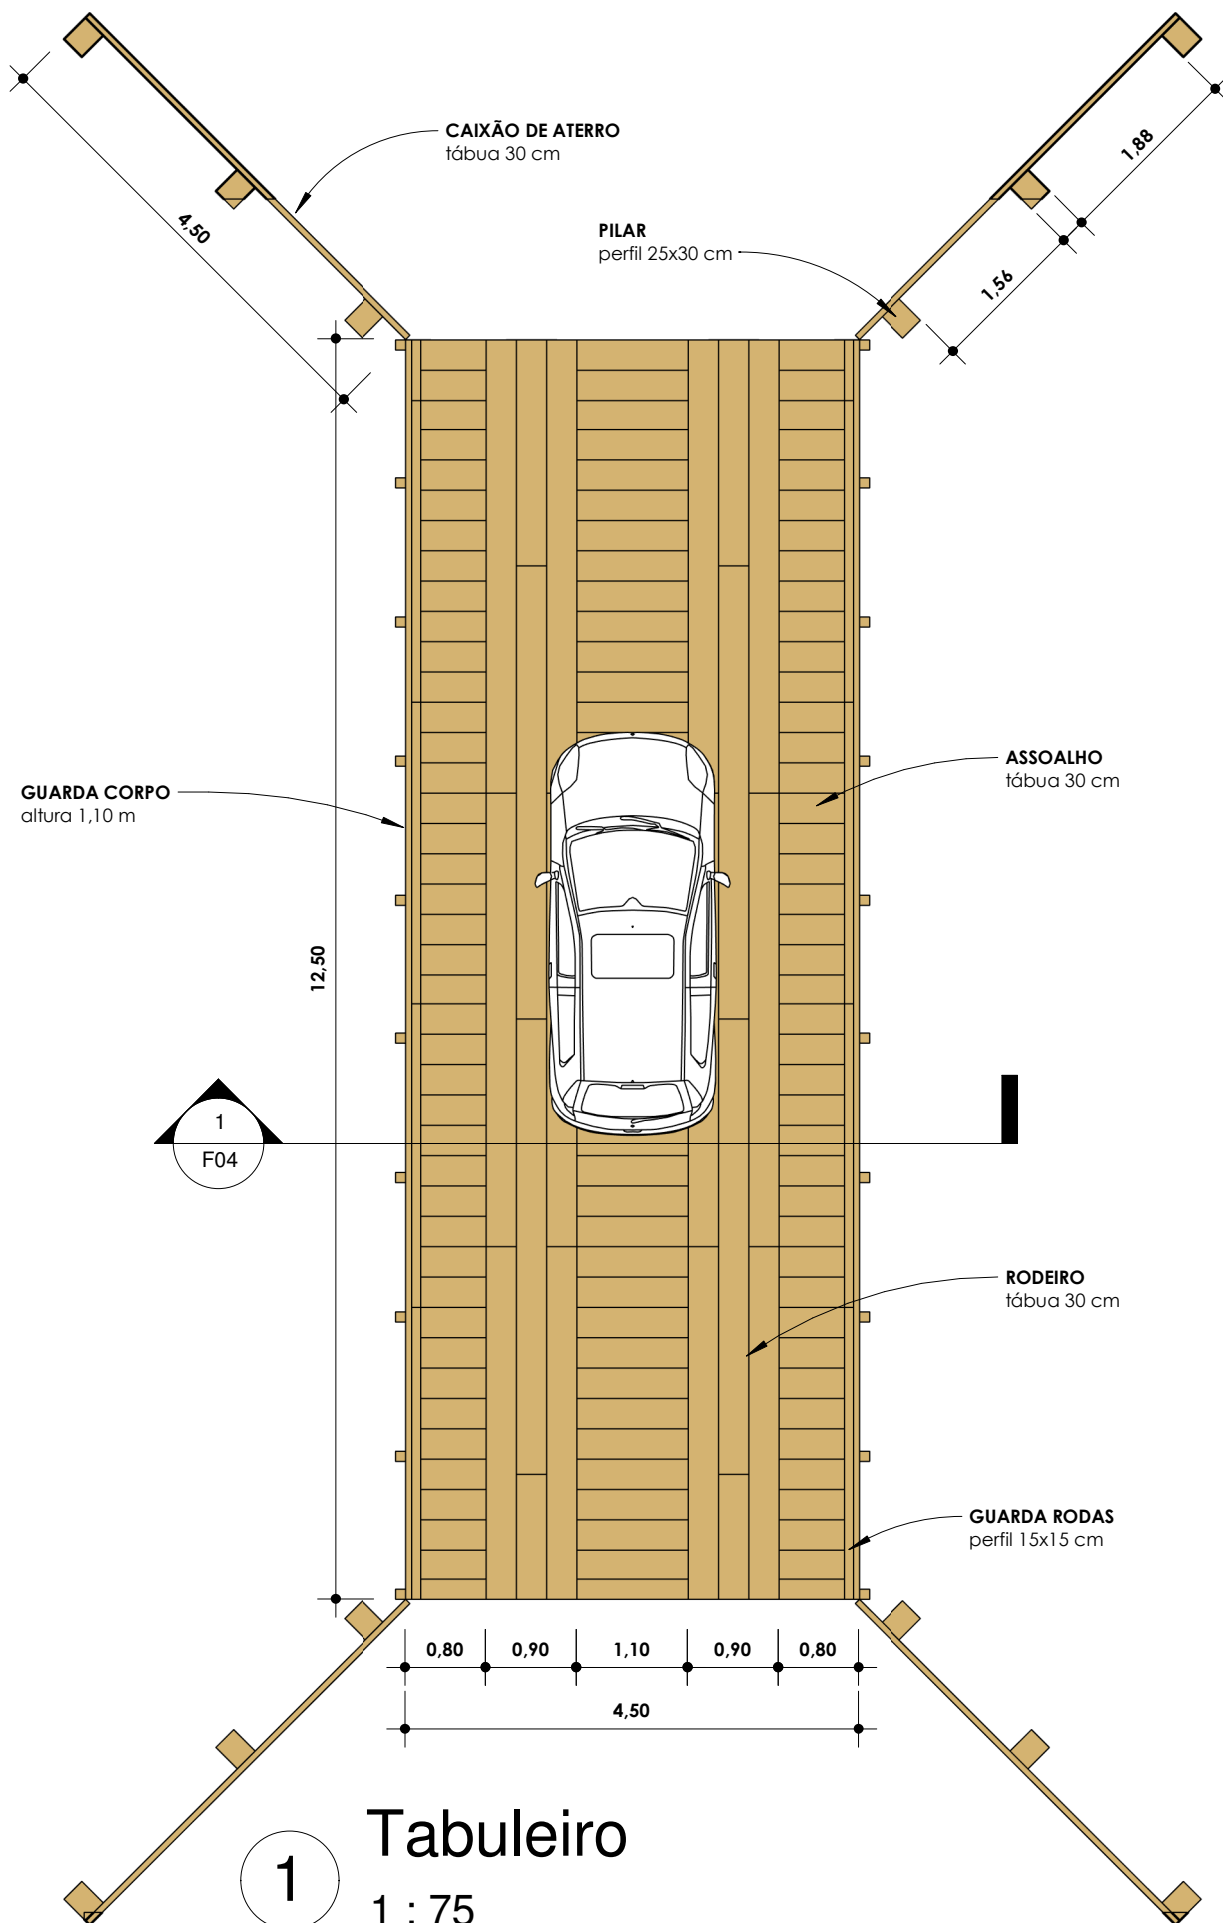 CAIXÃO DE ATERRO
tábua 30 cm
1,88
4,50
PILAR
perfil 25x30 cm
1,56
ASSOALHO
tábua 30 cm
GUARDA CORPO
altura 1,10 m
12,50
1
F04
RODEIRO
tábua 30 cm
GUARDA RODAS
perfil 15x15 cm
0,80
0,90
1,10
0,90
0,80
4,50
1
Tabuleiro
1 : 75